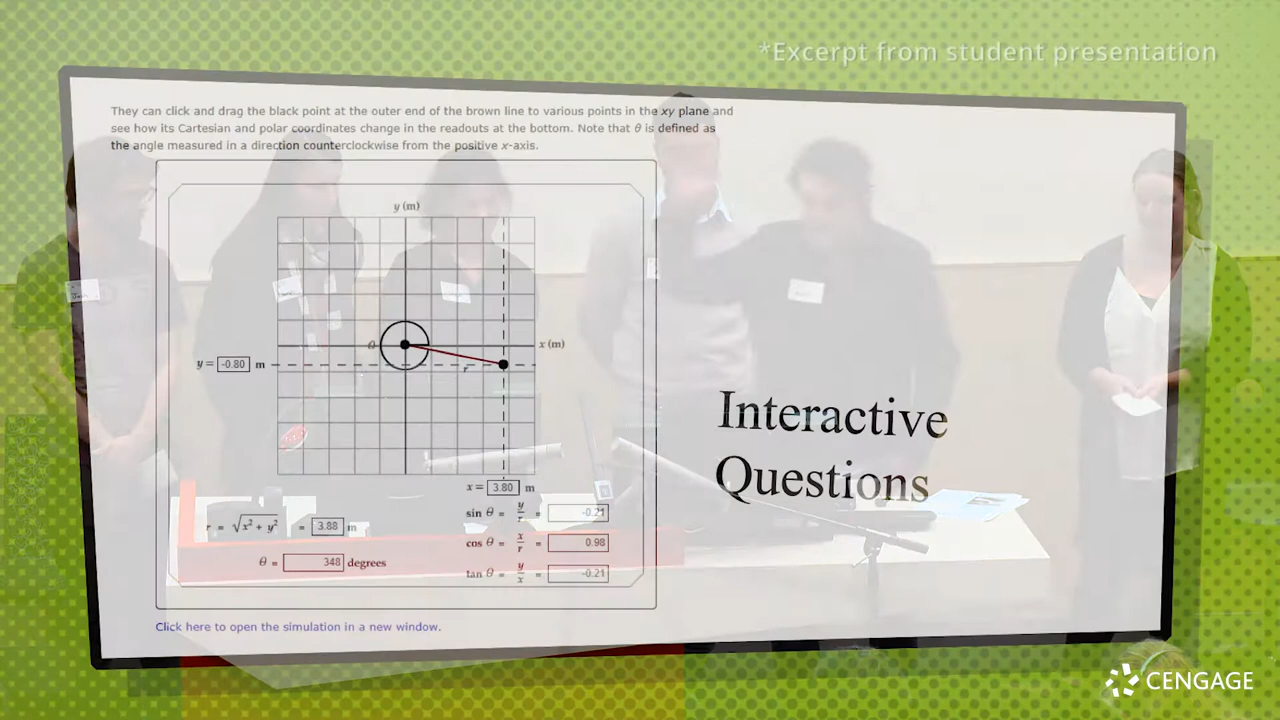 *Excerpt from student presentation
They can click and drag the black point at the outer end of the brown line to various points in the xy plane and
see how its Cartesian and polar coordinates change in the readouts at the bottom. Note that θ is defined as
the angle measured in a direction counterclockwise from the positive x-axis.
y (m)
θ
x (m)
y = -0.80 m
r
x = 3.80 m
r = √x² + y² = 3.88 m
θ = 348 degrees
sin θ = y/r = -0.21
cos θ = x/r = 0.98
tan θ = y/x = -0.21
Click here to open the simulation in a new window.
Interactive
Questions
CENGAGE